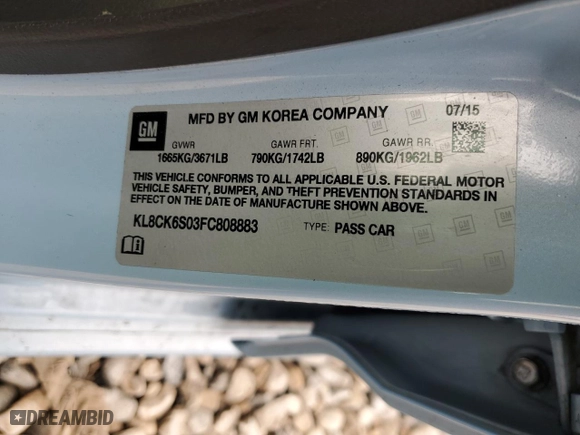 GM
MFD BY GM KOREA COMPANY 07/15
GVWR GAWR FRT. GAWR RR.
1665KG/3671LB 790KG/1742LB 890KG/1962LB
THIS VEHICLE CONFORMS TO ALL APPLICABLE U.S. FEDERAL MOTOR
VEHICLE SAFETY, BUMPER, AND THEFT PREVENTION STANDARDS IN
EFFECT ON THE DATE OF MANUFACTURE SHOWN ABOVE.
KL8CK6S03FC808883 TYPE: PASS CAR
DREAMBID